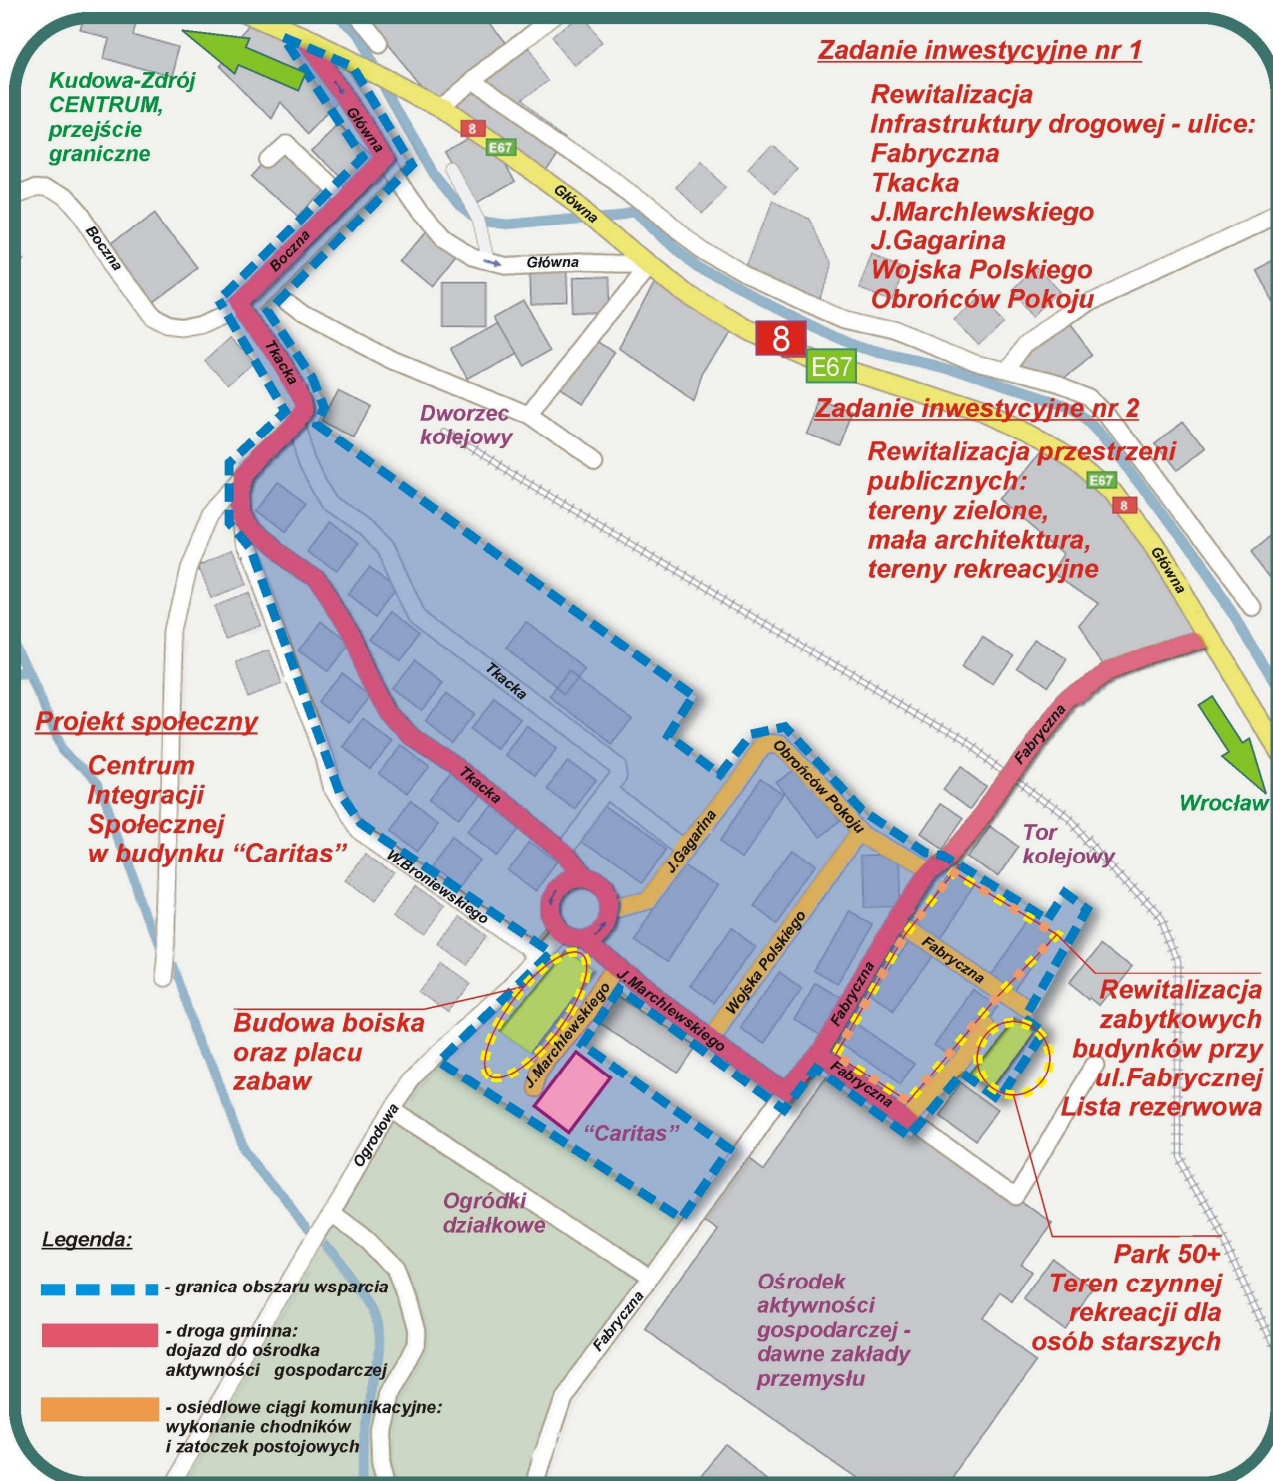 Kudowa-Zdrój
CENTRUM,
przejście
graniczne
Zadanie inwestycyjne nr 1
Rewitalizacja
Infrastruktury drogowej - ulice:
Fabryczna
Tkacka
J.Marchlewskiego
J.Gagarina
Wojska Polskiego
Obrońców Pokoju
Główna
8
E67
Główna
Boczna
Boczna
Główna
8
E67
Tkacka
Dworzec
kolejowy
Zadanie inwestycyjne nr 2
Rewitalizacja przestrzeni
publicznych:
tereny zielone,
mała architektura,
tereny rekreacyjne
E67
8
Główna
Tkacka
Projekt społeczny
Centrum
Integracji
Społecznej
w budynku “Caritas”
Tkacka
Obrońców Pokoju
Fabryczna
Wrocław
J.Gagarina
Tor
kolejowy
W.Broniewskiego
Wojska Polskiego
Fabryczna
Fabryczna
J.Marchlewskiego
J.Marchlewskiego
Budowa boiska
oraz placu
zabaw
Rewitalizacja
zabytkowych
budynków przy
ul.Fabrycznej
Lista rezerwowa
Fabryczna
“Caritas”
Ogrodowa
Ogródki
działkowe
Fabryczna
Ośrodek
aktywności
gospodarczej -
dawne zakłady
przemysłu
Park 50+
Teren czynnej
rekreacji dla
osób starszych
Legenda:
- granica obszaru wsparcia
- droga gminna:
dojazd do ośrodka
aktywności gospodarczej
- osiedlowe ciągi komunikacyjne:
wykonanie chodników
i zatoczek postojowych